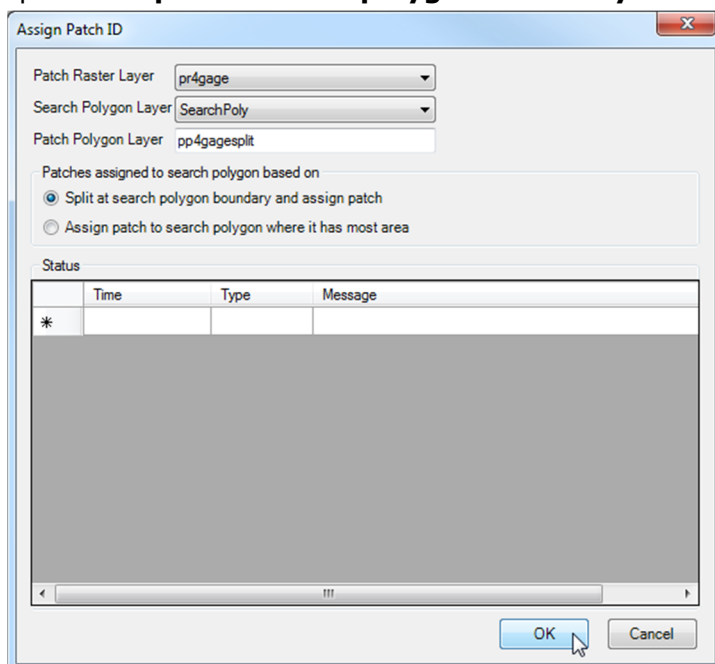 Assign Patch ID
Patch Raster Layer pr4gage
Search Polygon Layer SearchPoly
Patch Polygon Layer pp4gagesplit
Patches assigned to search polygon based on
Split at search polygon boundary and assign patch
Assign patch to search polygon where it has most area
Status
Time Type Message
*
OK Cancel